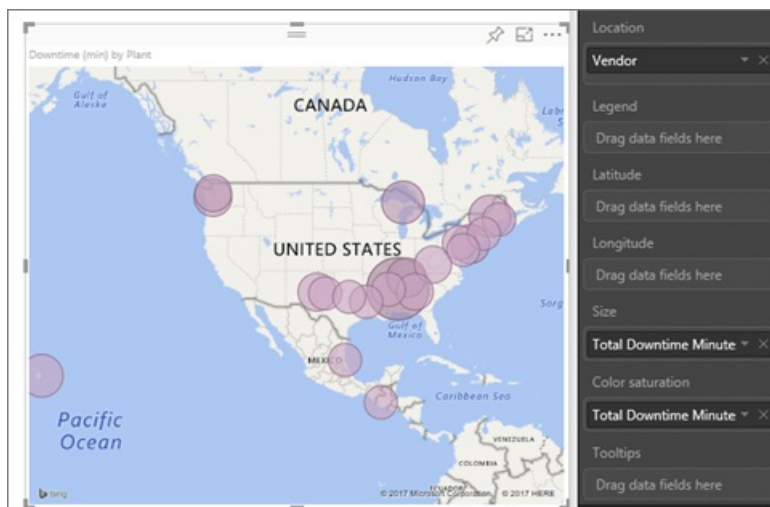 Downtime (min) by Plant
Gulf of
Alaska
Hudson Bay
CANADA
UNITED STATES
Gulf of
Mexico
MEXICO
Caribbean Sea
Pacific
Ocean
VENEZUELA
COLOMBIA
ECUADOR
bing
© 2017 Microsoft Corporation © 2017 HERE
Location
Vendor
Legend
Drag data fields here
Latitude
Drag data fields here
Longitude
Drag data fields here
Size
Total Downtime Minute
Color saturation
Total Downtime Minute
Tooltips
Drag data fields here